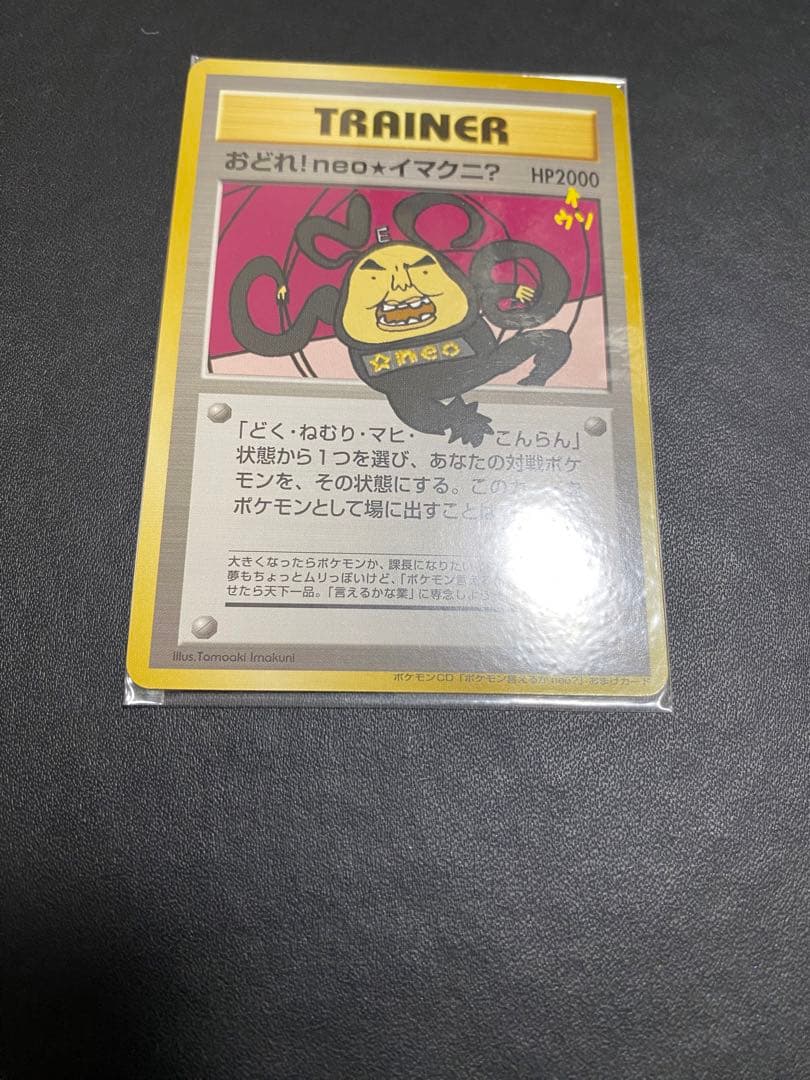 TRAINER
おどれ!neo★イマクニ?
HP2000
ウソ
E
☆neo
「どく・ねむり・マヒ・こんらん」
状態から1つを選び、あなたの対戦ポケ
モンを、その状態にする。この
ポケモンとして場に出すことは
大きくなったらポケモンか、課長になりたい
夢もちょっとムリっぽいけど、「ポケモン言え
せたら天下一品。「言えるかな業」に専念しよ
Illus.Tomoaki Imakuni
ポケモンCD「ポケモン言えるかneo?」おまけカード